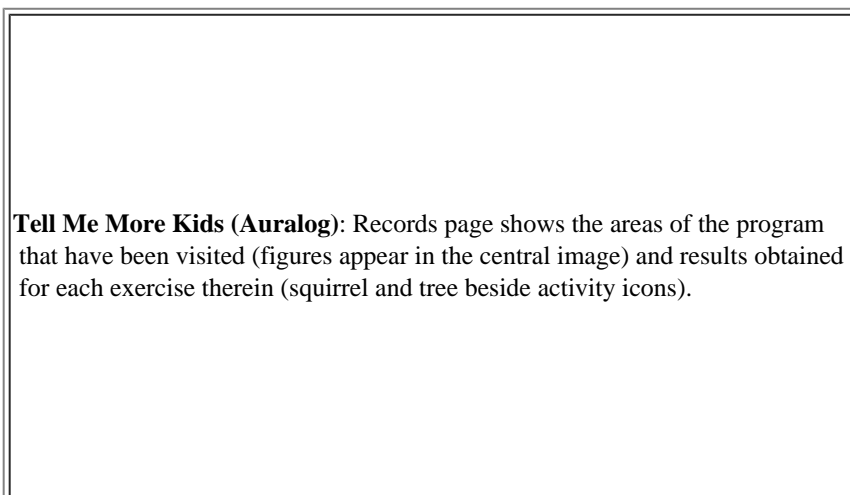 Tell Me More Kids (Auralog): Records page shows the areas of the program
that have been visited (figures appear in the central image) and results obtained
for each exercise therein (squirrel and tree beside activity icons).